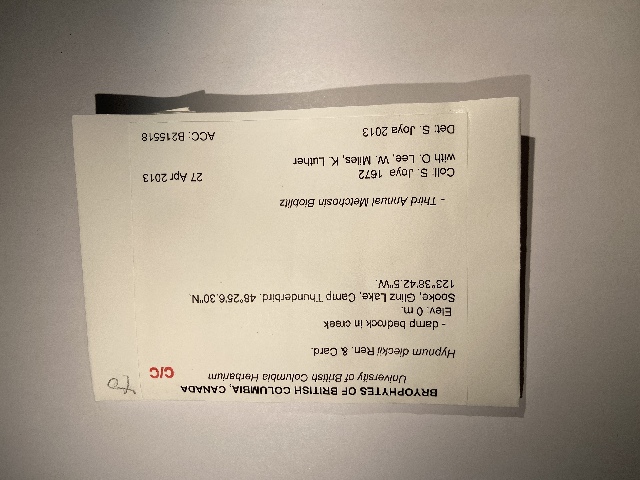 BRYOPHYTES OF BRITISH COLUMBIA, CANADA
University of British Columbia Herbarium
C/C
Hypnum dieckii Ren. & Card.
- damp bedrock in creek
Elev. 0 m.
Sooke, Glinz Lake, Camp Thunderbird. 48°25'6.30"N
123°36'42.5"W.
- Third Annual Metchosin Bioblitz
Coll: S. Joya 1672 27 Apr 2013
with O. Lee, W. Miles, K. Luther
Det: S. Joya 2013 ACC: B215518